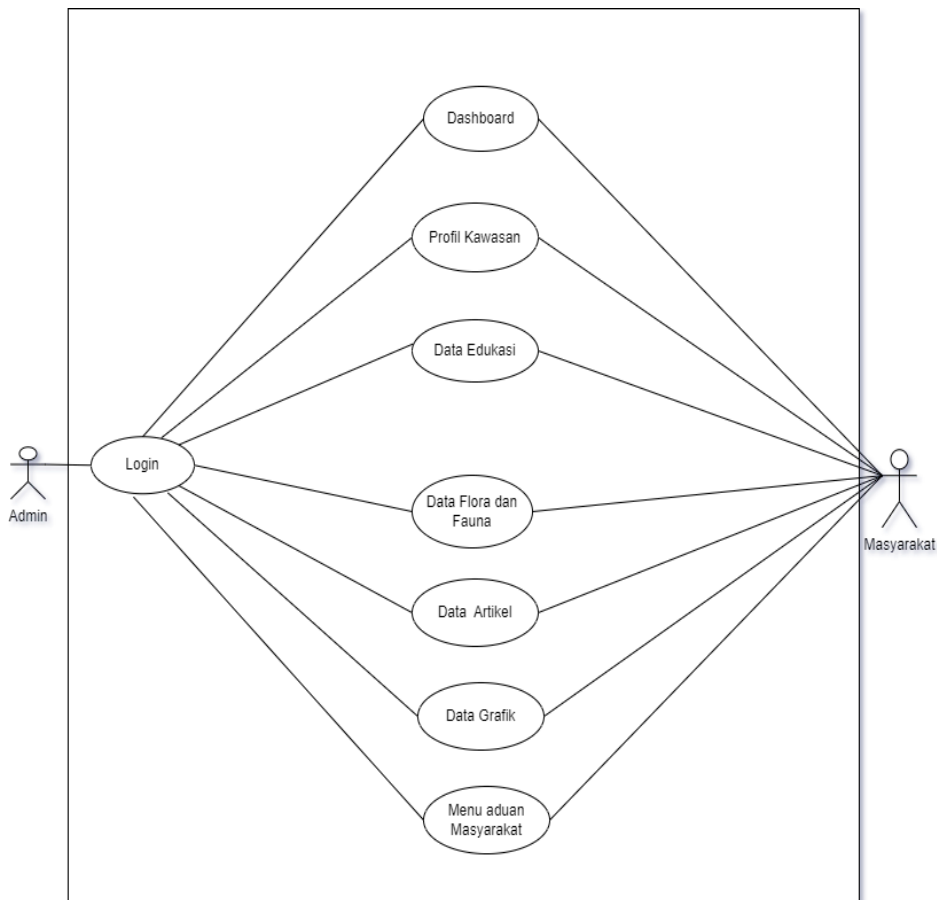 Dashboard
Profil Kawasan
Data Edukasi
Login
Admin
Data Flora dan
Fauna
Masyarakat
Data Artikel
Data Grafik
Menu aduan
Masyarakat